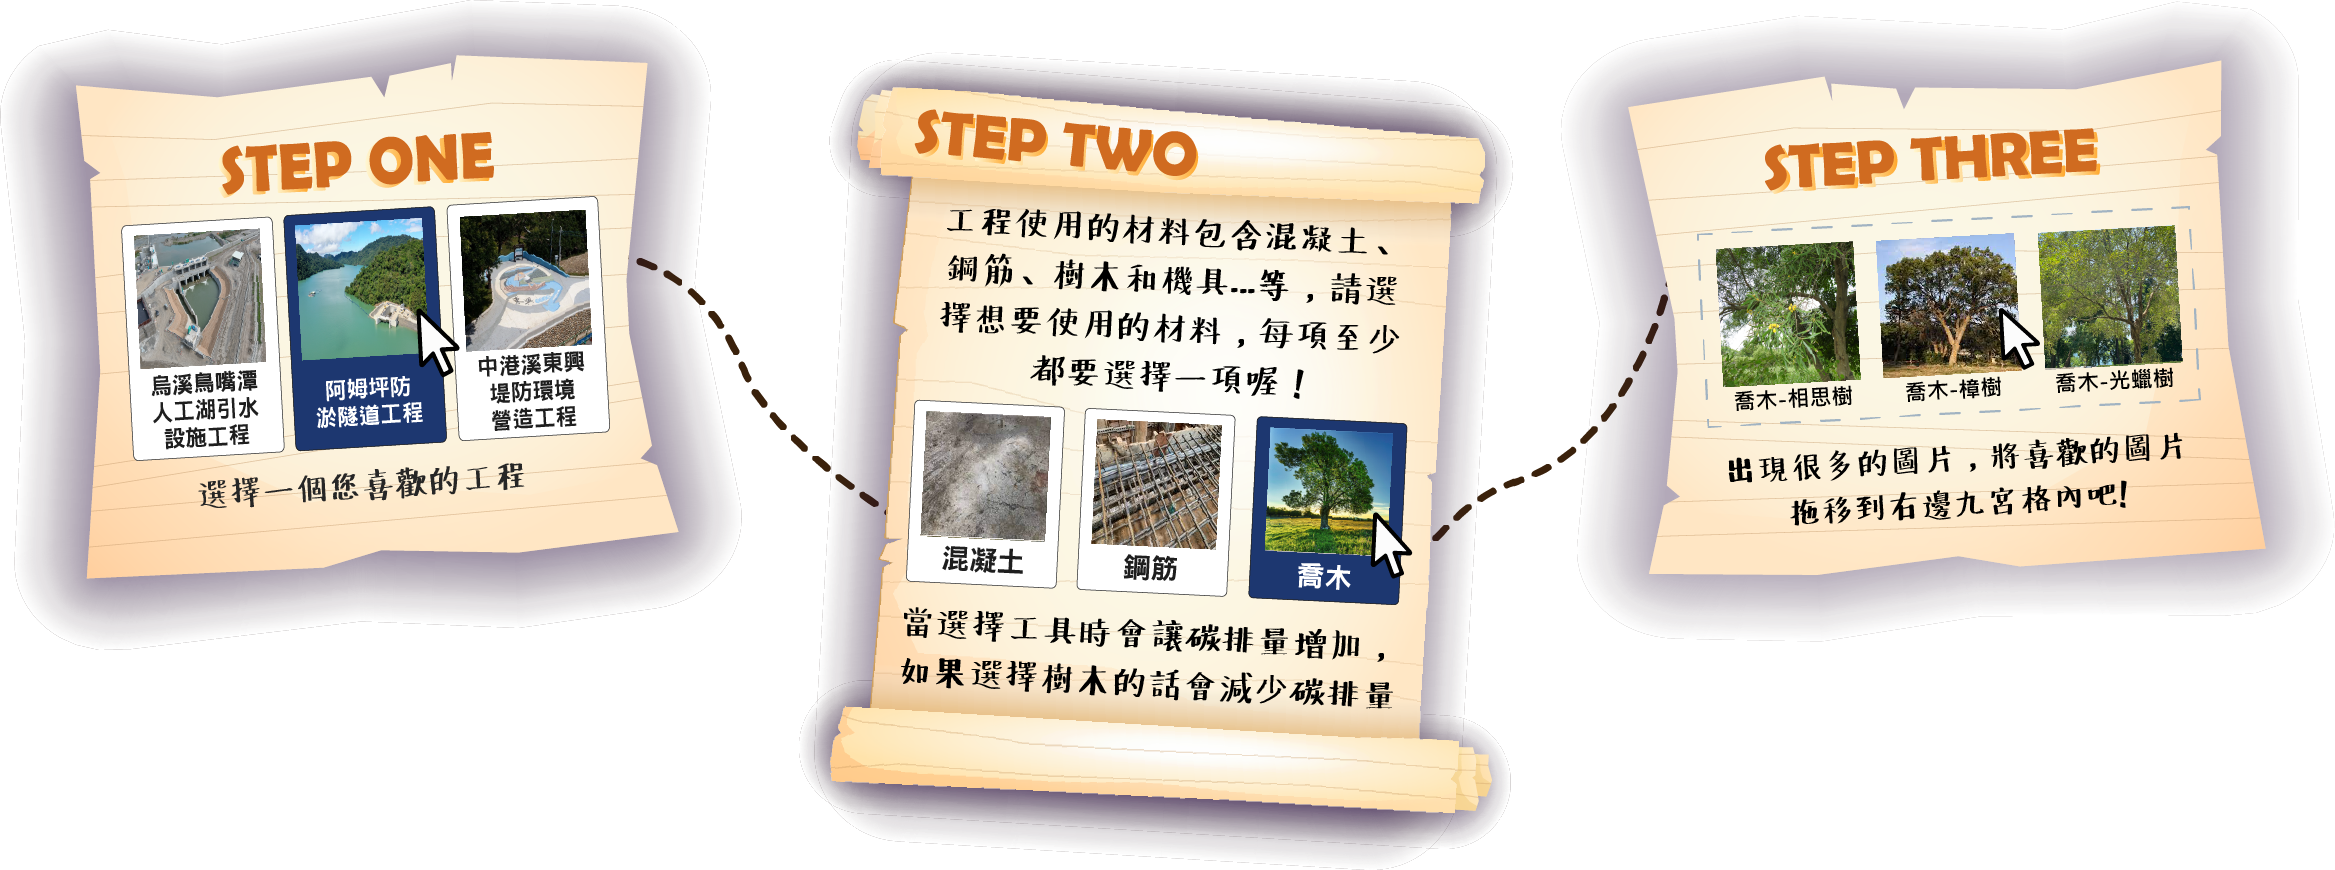 STEP ONE
烏溪鳥嘴潭
人工湖引水
設施工程
阿姆坪防
淤隧道工程
中港溪東興
堤防環境
營造工程
選擇一個您喜歡的工程
STEP TWO
工程使用的材料包含混凝土、
鋼筋、樹木和機具...等，請選
擇想要使用的材料，每項至少
都要選擇一項喔！
混凝土
鋼筋
喬木
當選擇工具時會讓碳排量增加，
如果選擇樹木的話會減少碳排量
STEP THREE
喬木-相思樹
喬木-樟樹
喬木-光蠟樹
出現很多的圖片，將喜歡的圖片
拖移到右邊九宮格內吧!